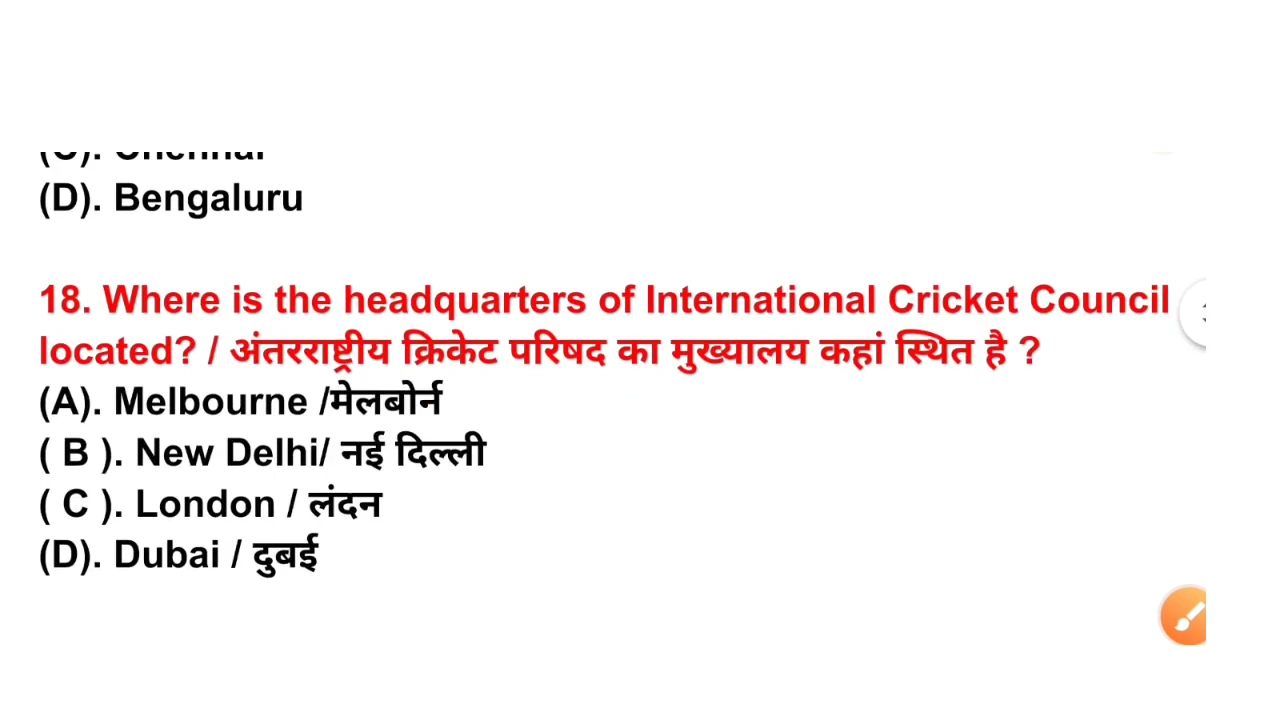 (C). Chennai
(D). Bengaluru
18. Where is the headquarters of International Cricket Council
located? / अंतरराष्ट्रीय क्रिकेट परिषद का मुख्यालय कहां स्थित है ?
(A). Melbourne /मेलबोर्न
( B ). New Delhi/ नई दिल्ली
( C ). London / लंदन
(D). Dubai / दुबई